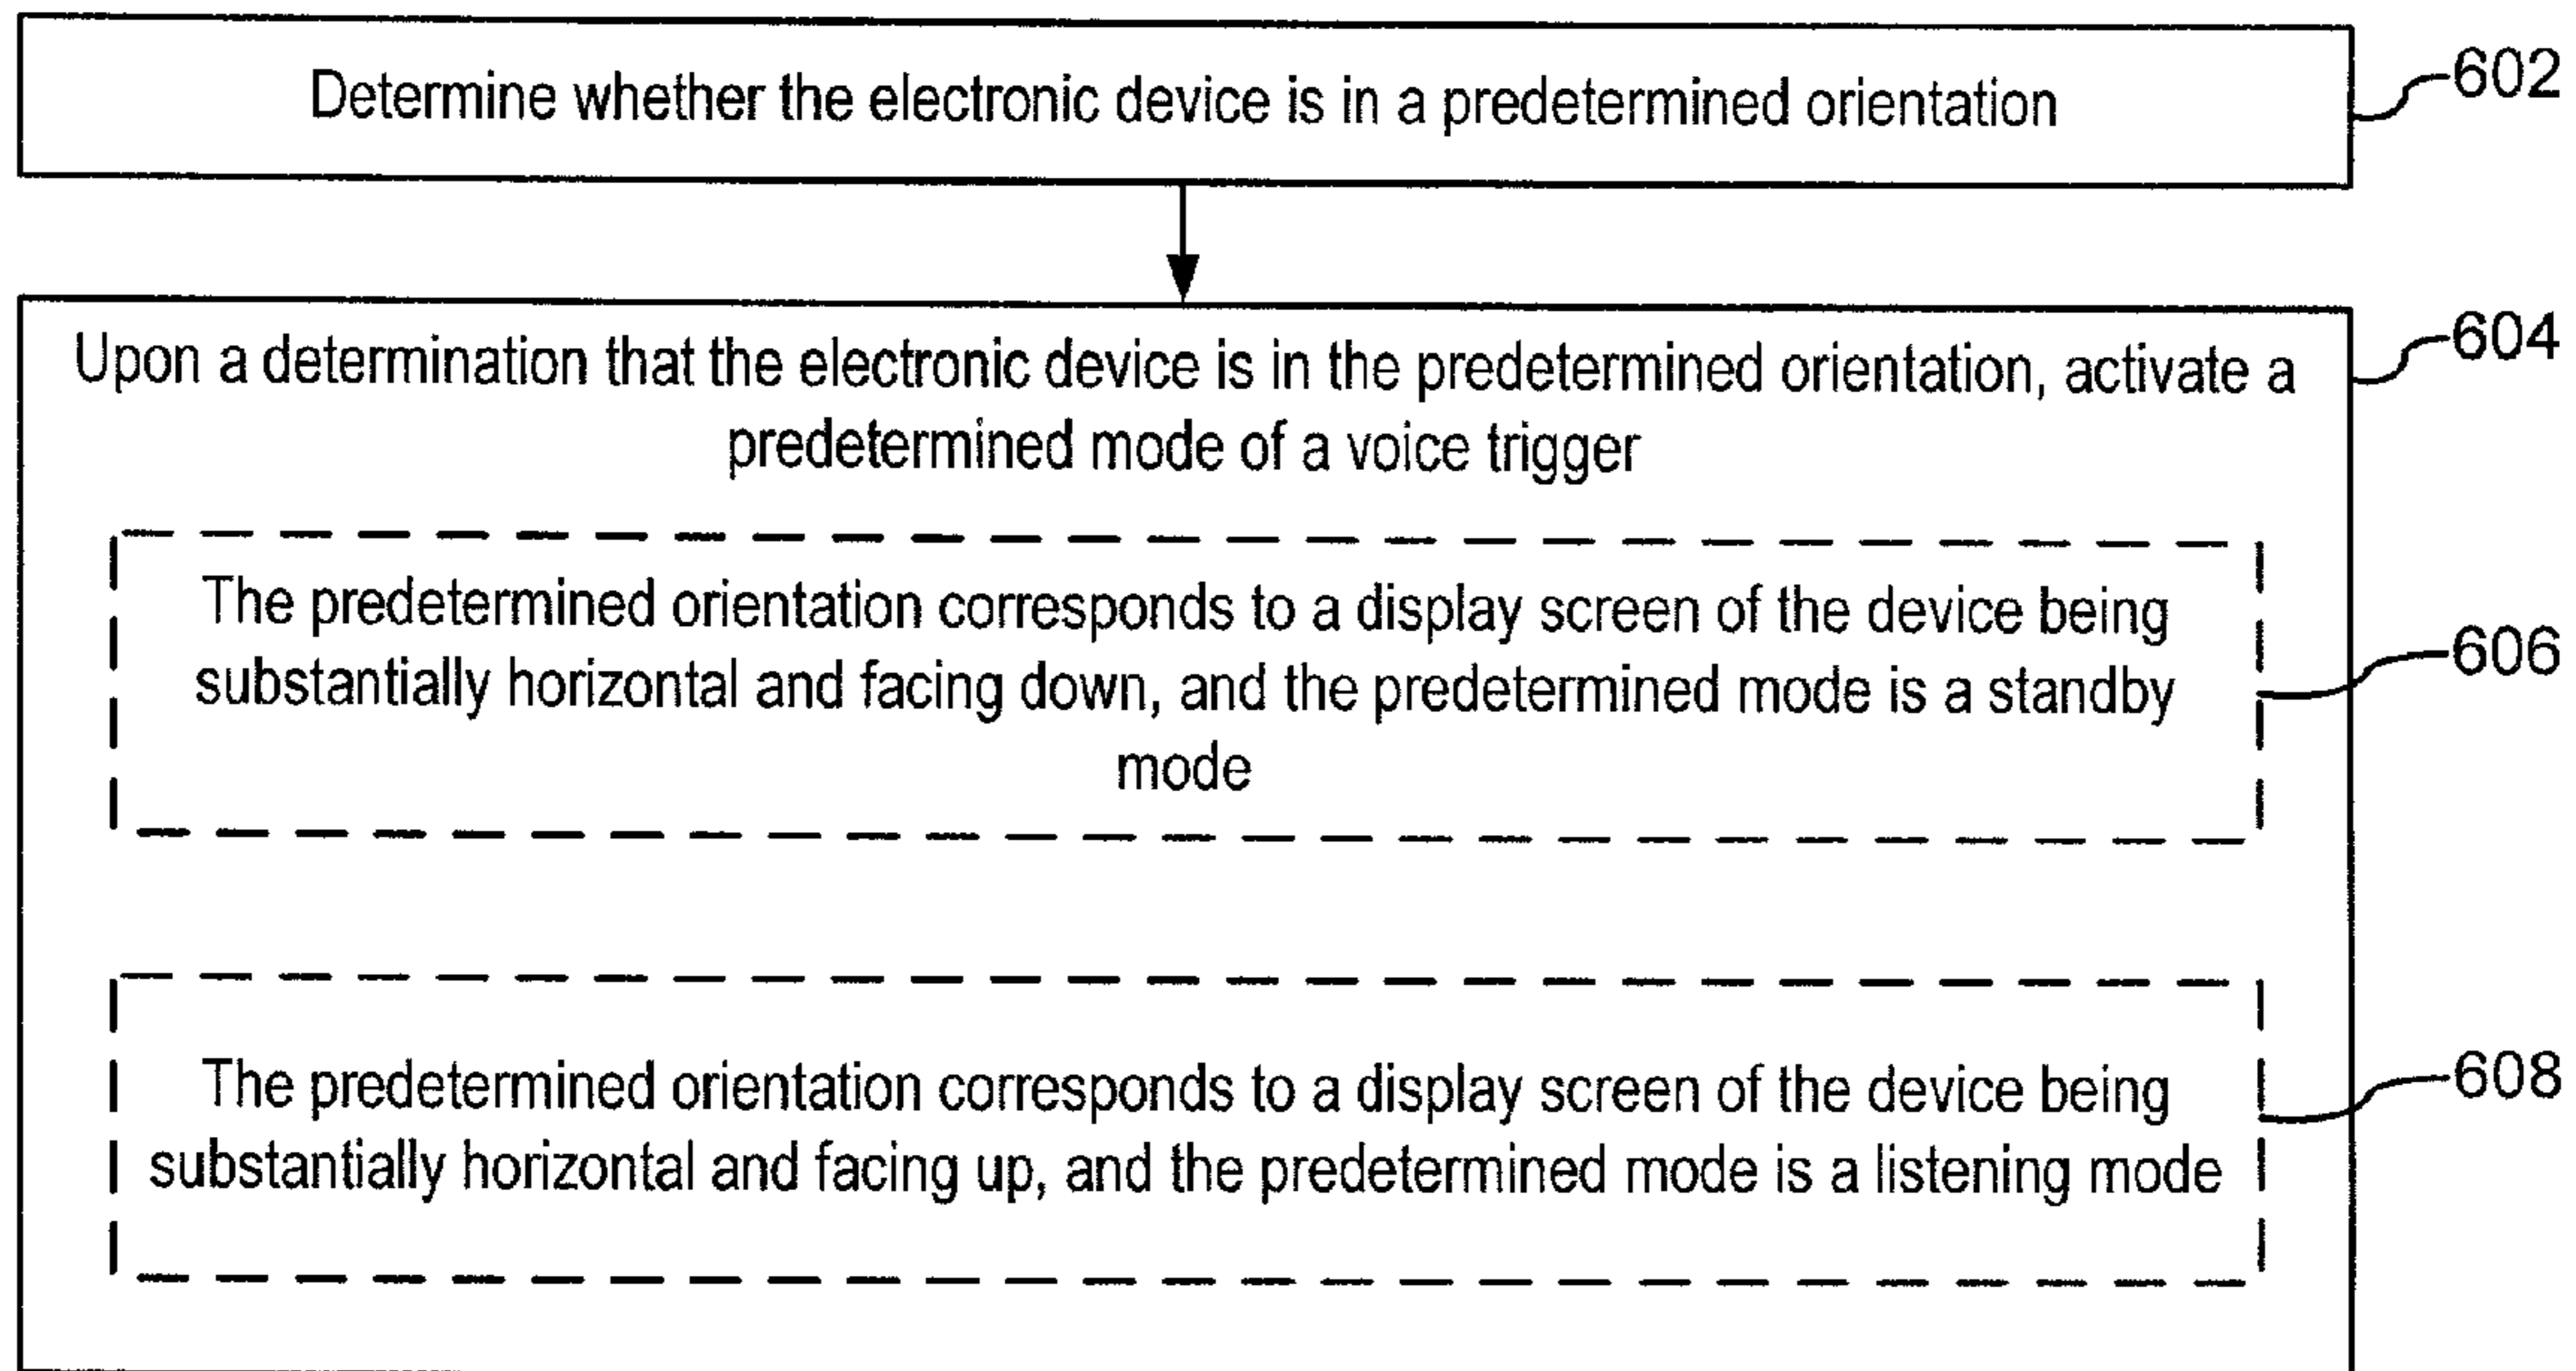 Determine whether the electronic device is in a predetermined orientation
602
Upon a determination that the electronic device is in the predetermined orientation, activate a
predetermined mode of a voice trigger
604
The predetermined orientation corresponds to a display screen of the device being
substantially horizontal and facing down, and the predetermined mode is a standby
mode
606
The predetermined orientation corresponds to a display screen of the device being
substantially horizontal and facing up, and the predetermined mode is a listening mode
608